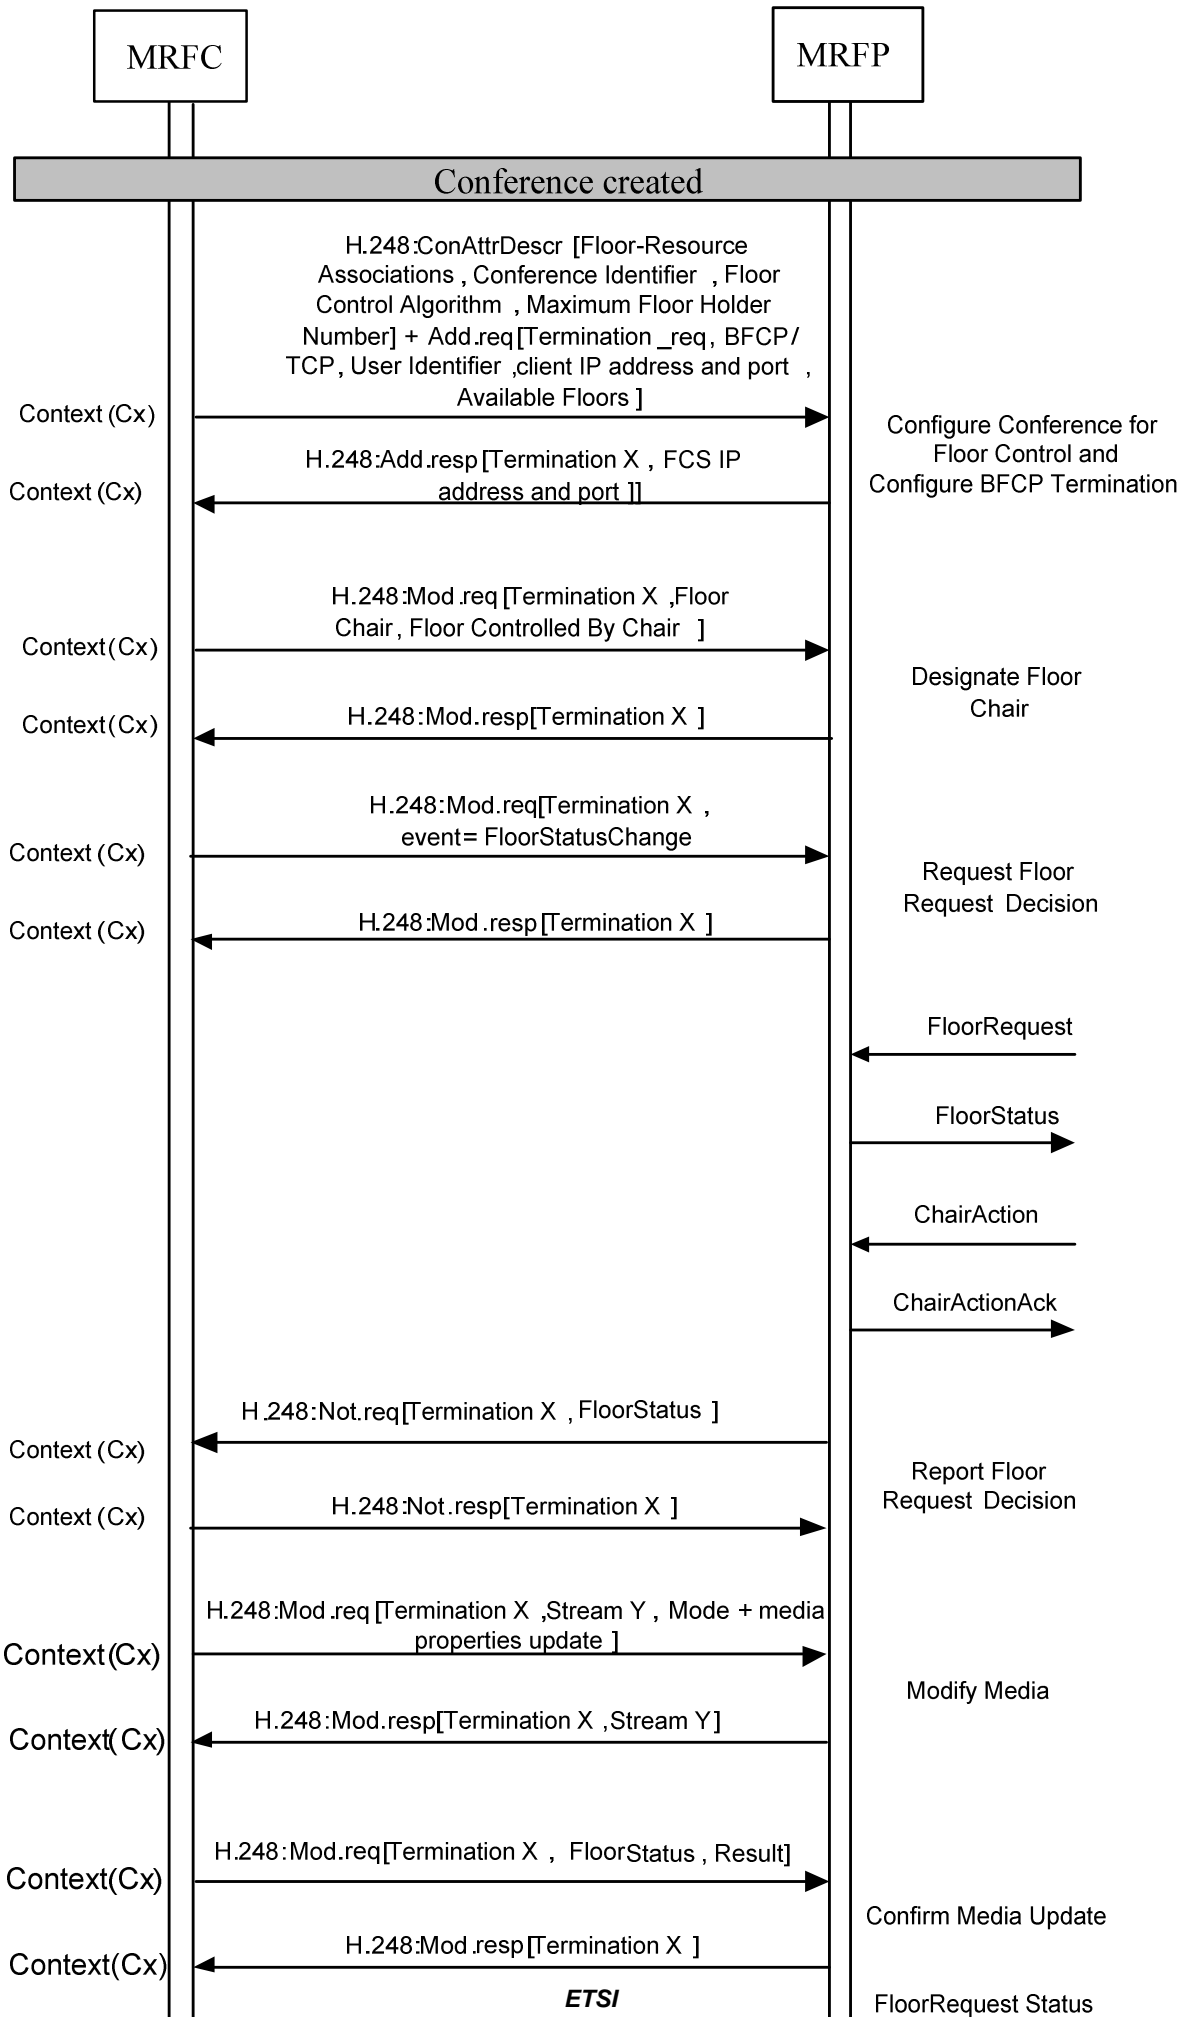 MRFC
MRFP
Conference created
H.248:ConAttrDescr [Floor-Resource
Associations , Conference Identifier , Floor
Control Algorithm , Maximum Floor Holder
Number] + Add.req[Termination _req, BFCP/
TCP, User Identifier ,client IP address and port ,
Available Floors ]
Context (Cx)
Configure Conference for
Floor Control and
Configure BFCP Termination
H.248:Add.resp [Termination X , FCS IP
address and port ]]
Context (Cx)
H.248:Mod.req [Termination X ,Floor
Chair, Floor Controlled By Chair ]
Context(Cx)
Designate Floor
Chair
H.248:Mod.resp[Termination X ]
Context(Cx)
H.248:Mod.req[Termination X ,
event= FloorStatusChange
Context (Cx)
Request Floor
Request Decision
H.248:Mod.resp[Termination X ]
Context (Cx)
FloorRequest
FloorStatus
ChairAction
ChairActionAck
H.248:Not.req[Termination X , FloorStatus ]
Context (Cx)
Report Floor
Request Decision
H.248:Not.resp[Termination X ]
Context (Cx)
H.248:Mod.req [Termination X ,Stream Y , Mode + media
properties update ]
Context(Cx)
Modify Media
H.248:Mod.resp[Termination X ,Stream Y]
Context(Cx)
H.248:Mod.req[Termination X , FloorStatus , Result]
Context(Cx)
Confirm Media Update
H.248:Mod.resp[Termination X ]
Context(Cx)
ETSI
FloorRequest Status